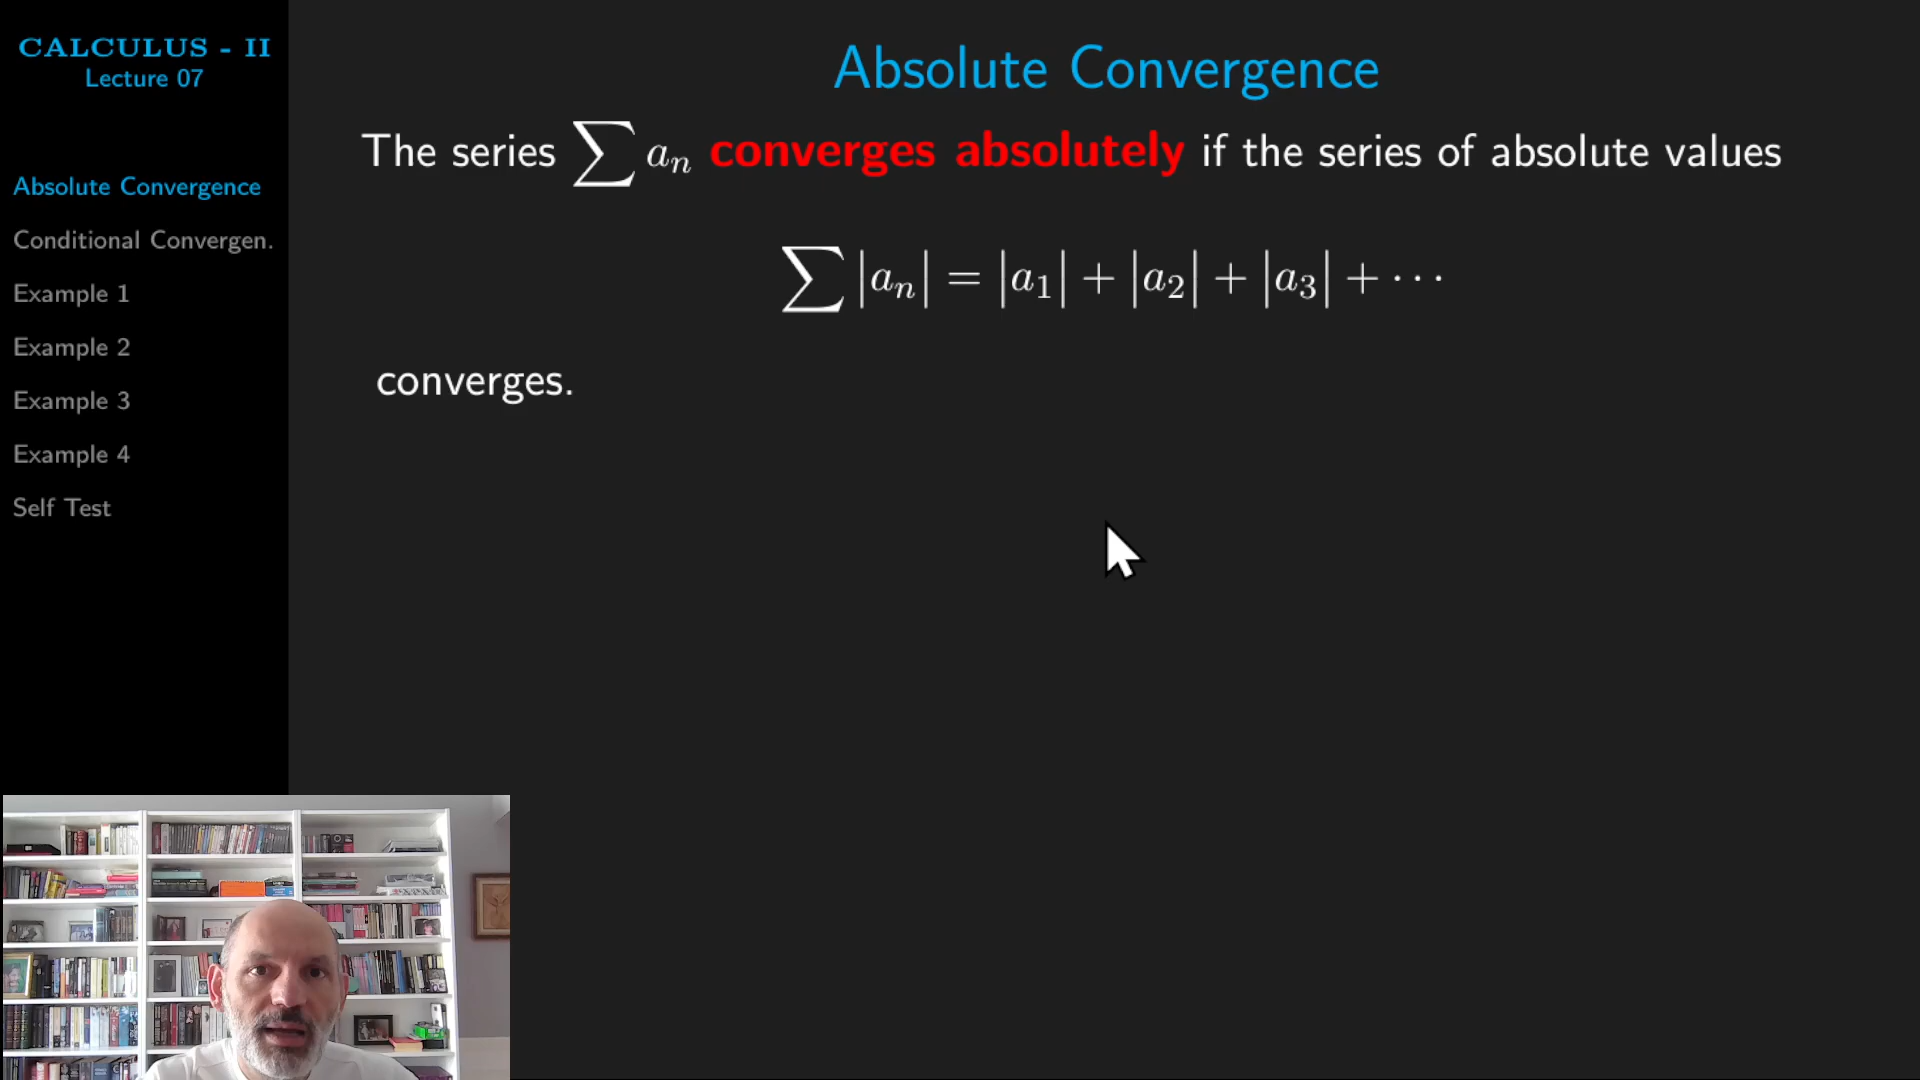 CALCULUS - II
Lecture 07
Absolute Convergence
Conditional Convergen.
Example 1
Example 2
Example 3
Example 4
Self Test
Absolute Convergence
The series ∑ aₙ converges absolutely if the series of absolute values
∑ |aₙ| = |a₁| + |a₂| + |a₃| + ···
converges.